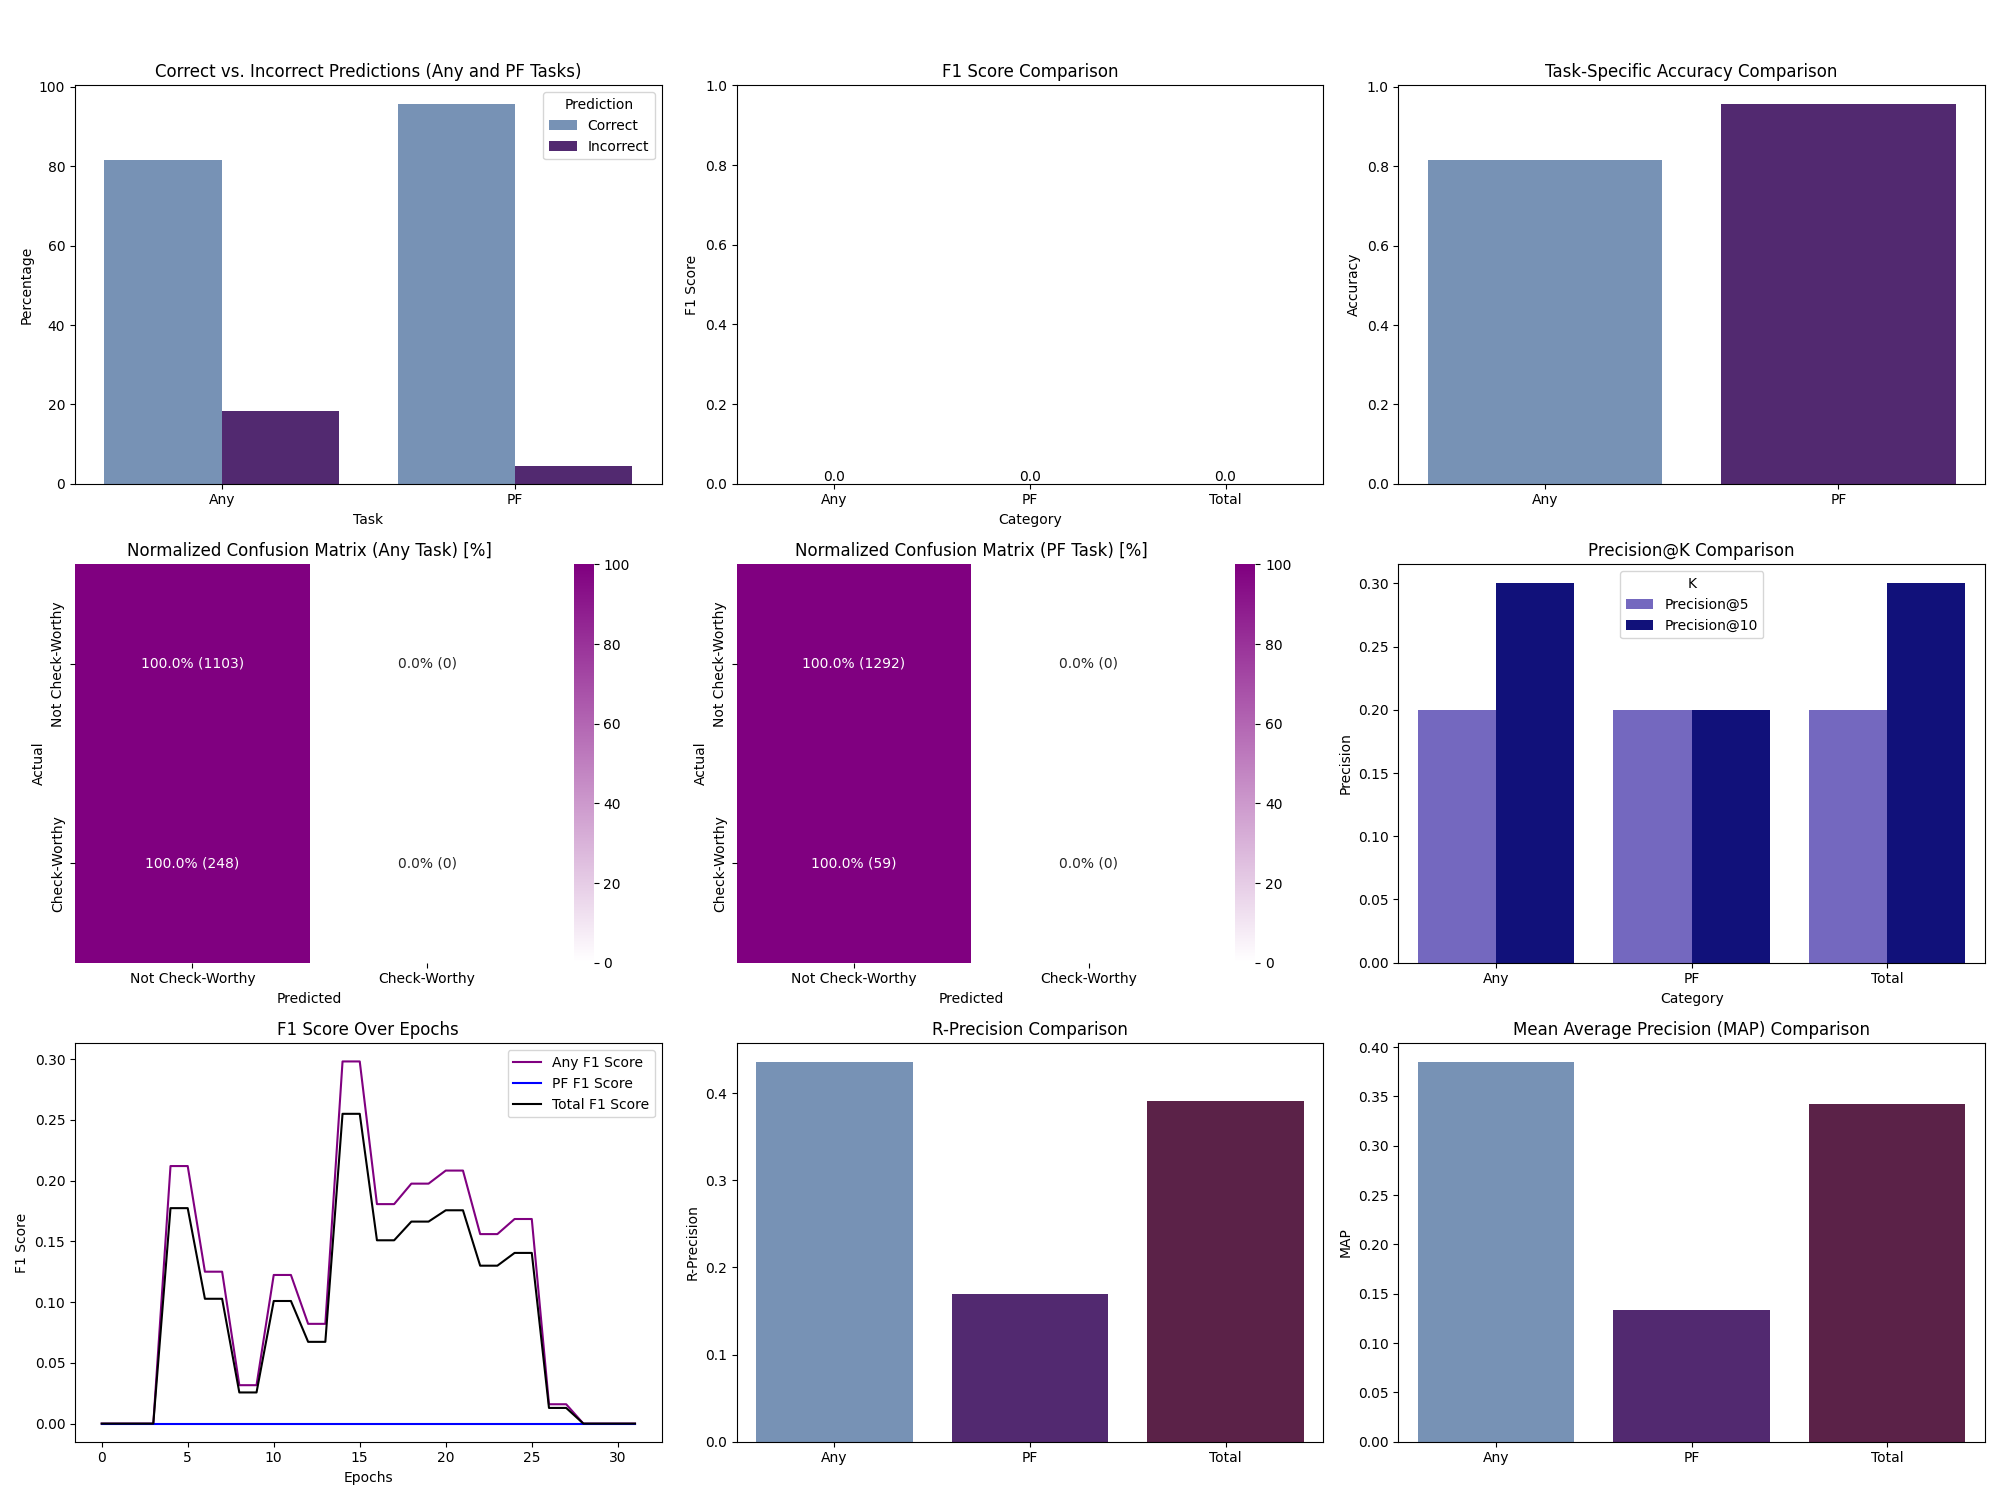 Correct vs. Incorrect Predictions (Any and PF Tasks)
Percentage
100
80
60
40
20
0
Prediction
Correct
Incorrect
Any
PF
Task
F1 Score Comparison
F1 Score
1.0
0.8
0.6
0.4
0.2
0.0
0.0
0.0
0.0
Any
PF
Total
Category
Task-Specific Accuracy Comparison
Accuracy
1.0
0.8
0.6
0.4
0.2
0.0
Any
PF
Normalized Confusion Matrix (Any Task) [%]
Actual
Not Check-Worthy
Check-Worthy
100.0% (1103)
0.0% (0)
100.0% (248)
0.0% (0)
Not Check-Worthy
Check-Worthy
Predicted
100
80
60
40
20
0
Normalized Confusion Matrix (PF Task) [%]
Actual
Not Check-Worthy
Check-Worthy
100.0% (1292)
0.0% (0)
100.0% (59)
0.0% (0)
Not Check-Worthy
Check-Worthy
Predicted
100
80
60
40
20
0
Precision@K Comparison
Precision
0.30
0.25
0.20
0.15
0.10
0.05
0.00
K
Precision@5
Precision@10
Any
PF
Total
Category
F1 Score Over Epochs
F1 Score
0.30
0.25
0.20
0.15
0.10
0.05
0.00
Any F1 Score
PF F1 Score
Total F1 Score
0
5
10
15
20
25
30
Epochs
R-Precision Comparison
R-Precision
0.4
0.3
0.2
0.1
0.0
Any
PF
Total
Mean Average Precision (MAP) Comparison
MAP
0.40
0.35
0.30
0.25
0.20
0.15
0.10
0.05
0.00
Any
PF
Total